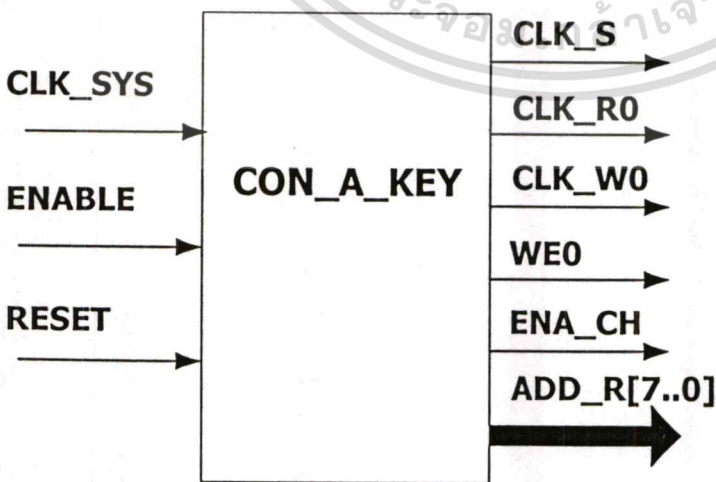 CLK_SYS
ENABLE
RESET
CON_A_KEY
CLK_S
CLK_R0
CLK_W0
WE0
ENA_CH
ADD_R[7..0]